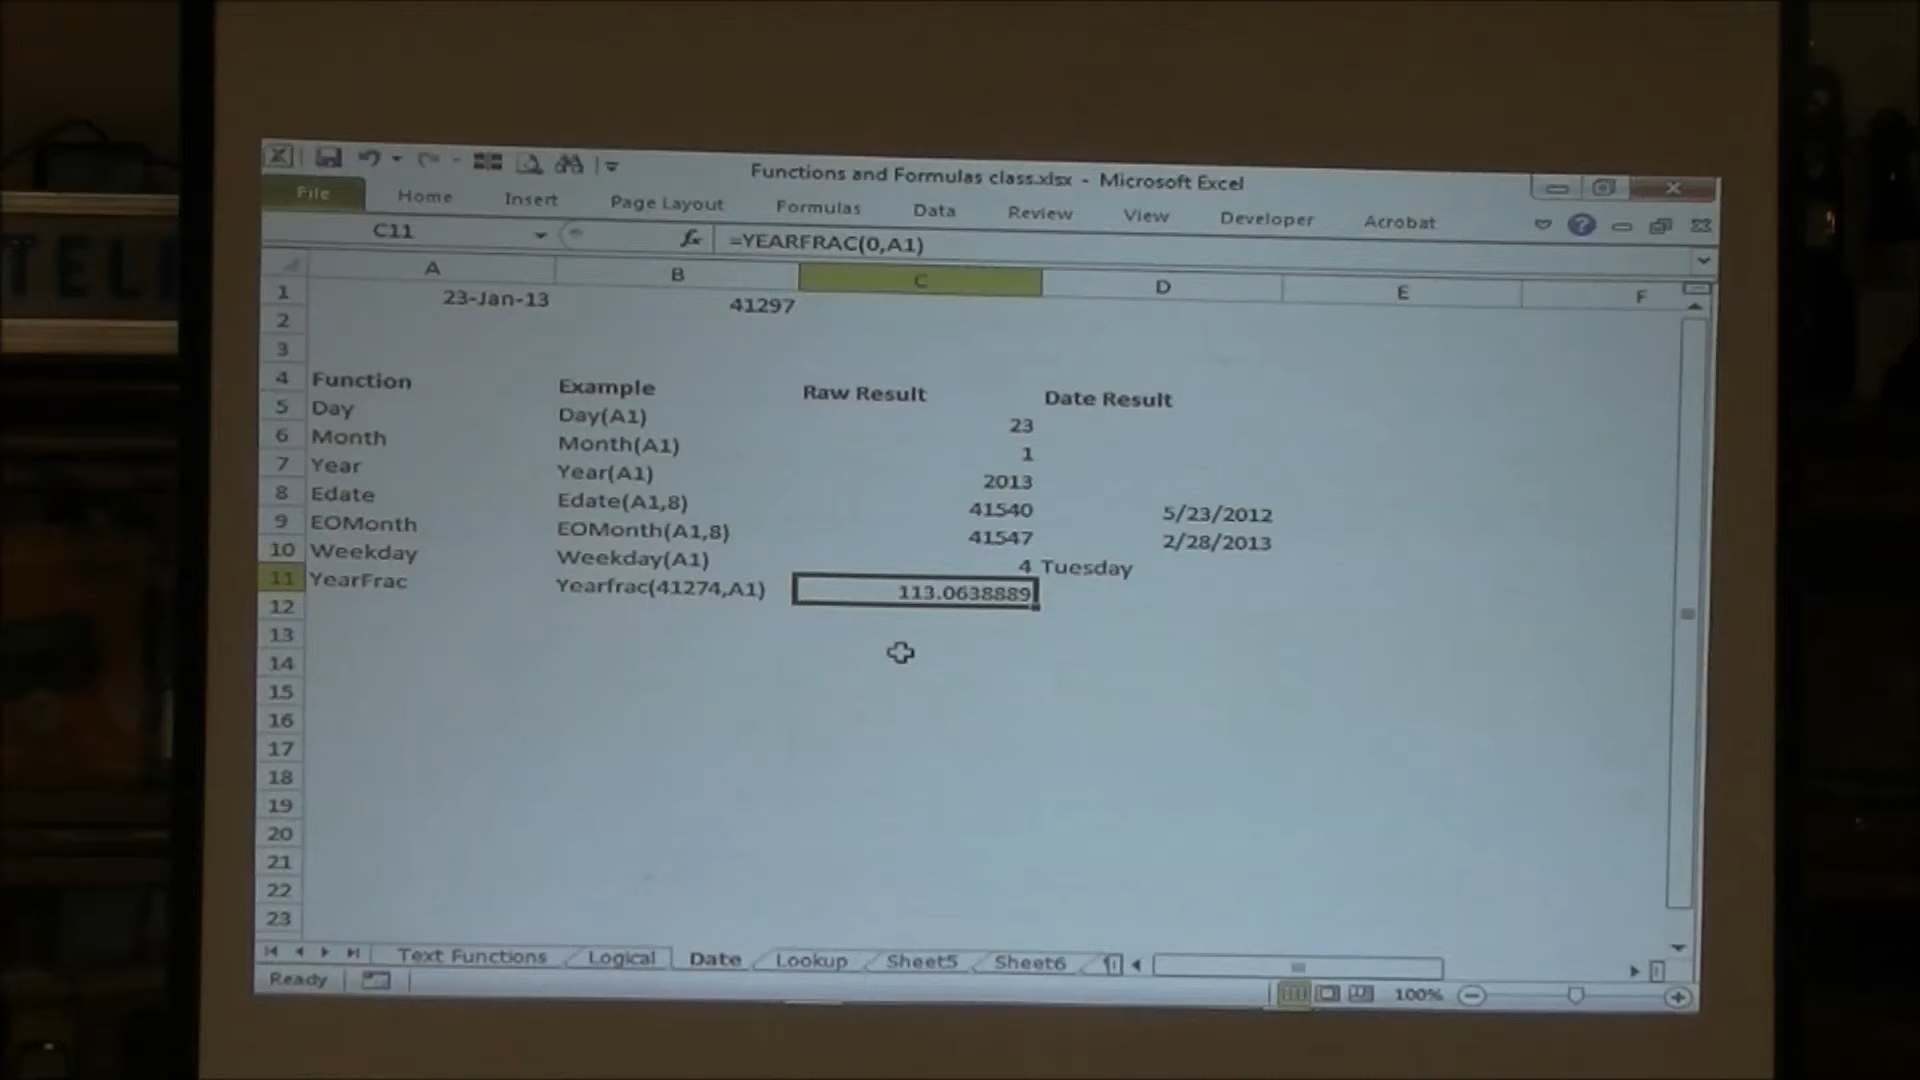 Functions and Formulas class.xlsx - Microsoft Excel
File Home Insert Page Layout Formulas Data Review View Developer Acrobat
C11 fx =YEARFRAC(0,A1)
A B C D E F
1 23-Jan-13 41297
2
3
4 Function Example Raw Result Date Result
5 Day Day(A1) 23
6 Month Month(A1) 1
7 Year Year(A1) 2013
8 Edate Edate(A1,8) 41540 5/23/2012
9 EOMonth EOMonth(A1,8) 41547 2/28/2013
10 Weekday Weekday(A1) 4 Tuesday
11 YearFrac Yearfrac(41274,A1) 113.0638889
12
13
14
15
16
17
18
19
20
21
22
23
Text Functions Logical Date Lookup Sheet5 Sheet6
Ready 100%